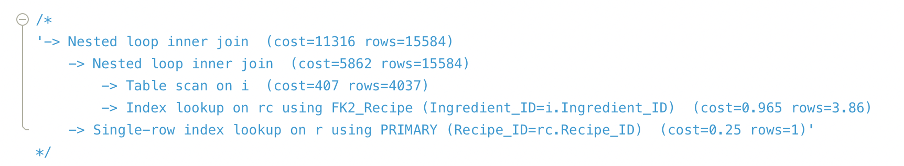 /*
'-> Nested loop inner join  (cost=11316 rows=15584)
    -> Nested loop inner join  (cost=5862 rows=15584)
        -> Table scan on i  (cost=407 rows=4037)
        -> Index lookup on rc using FK2_Recipe (Ingredient_ID=i.Ingredient_ID)  (cost=0.965 rows=3.86)
    -> Single-row index lookup on r using PRIMARY (Recipe_ID=rc.Recipe_ID)  (cost=0.25 rows=1)'
*/